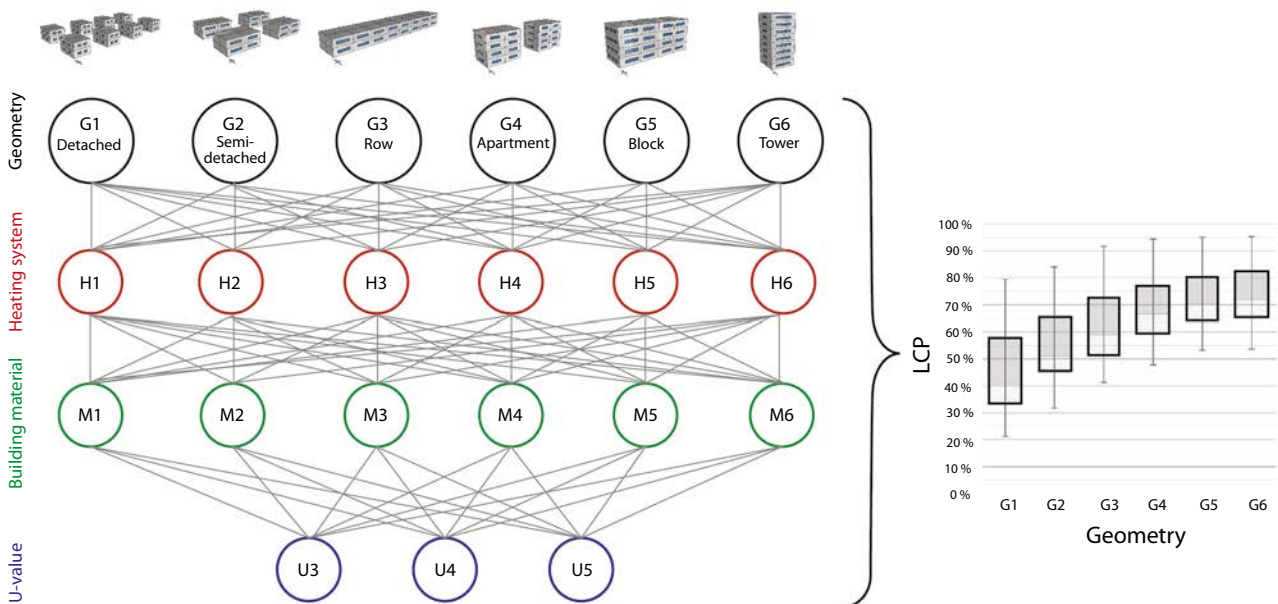 Geometry
G1
Detached
G2
Semi-
detached
G3
Row
G4
Apartment
G5
Block
G6
Tower
Heating system
H1
H2
H3
H4
H5
H6
Building material
M1
M2
M3
M4
M5
M6
U-value
U3
U4
U5
LCP
100 %
90 %
80 %
70 %
60 %
50 %
40 %
30 %
20 %
10 %
0 %
G1
G2
G3
G4
G5
G6
Geometry